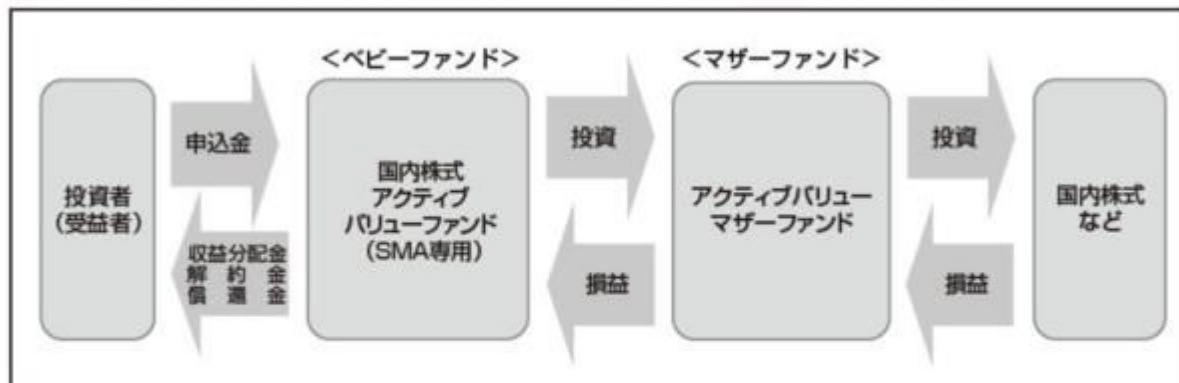 <ベビーファンド>
<マザーファンド>
投資者
(受益者)
申込金
収益分配金
解約金
償還金
国内株式
アクティブ
バリューファンド
(SMA専用)
投資
損益
アクティブバリュー
マザーファンド
投資
損益
国内株式
など